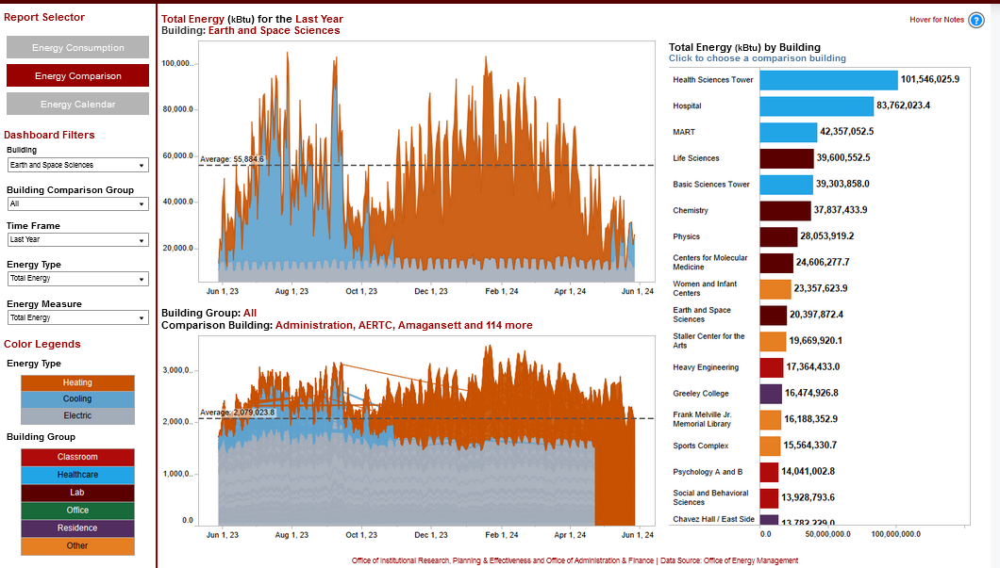 Report Selector
Energy Consumption
Energy Comparison
Energy Calendar
Dashboard Filters
Building
Earth and Space Sciences
Building Comparison Group
All
Time Frame
Last Year
Energy Type
Total Energy
Energy Measure
Total Energy
Color Legends
Energy Type
Heating
Cooling
Electric
Building Group
Classroom
Healthcare
Lab
Office
Residence
Other
Total Energy (kBtu) for the Last Year
Building: Earth and Space Sciences
100,000..
80,000.0
60,000.0
40,000.0
20,000.0
Average: 55,884.6
Jun 1, 23
Aug 1, 23
Oct 1, 23
Dec 1, 23
Feb 1, 24
Apr 1, 24
Jun 1, 24
Building Group: All
Comparison Building: Administration, AERTC, Amagansett and 114 more
3,000.0..
2,000.0..
1,000.0..
0.0
Average: 2,079,023.8
Jun 1, 23
Aug 1, 23
Oct 1, 23
Dec 1, 23
Feb 1, 24
Apr 1, 24
Jun 1, 24
Hover for Notes ?
Total Energy (kBtu) by Building
Click to choose a comparison building
Health Sciences Tower 101,546,025.9
Hospital 83,762,023.4
MART 42,357,052.5
Life Sciences 39,600,552.5
Basic Sciences Tower 39,303,858.0
Chemistry 37,837,433.9
Physics 28,053,919.2
Centers for Molecular
Medicine 24,606,277.7
Women and Infant
Centers 23,357,623.9
Earth and Space
Sciences 20,397,872.4
Staller Center for the
Arts 19,669,920.1
Heavy Engineering 17,364,433.0
Greeley College 16,474,926.8
Frank Melville Jr.
Memorial Library 16,188,352.9
Sports Complex 15,564,330.7
Psychology A and B 14,041,002.8
Social and Behavioral
Sciences 13,928,793.6
Chavez Hall / East Side 13,782,229.0
0.0 50,000,000.0 100,000,000.0
Office of Institutional Research, Planning & Effectiveness and Office of Administration & Finance | Data Source: Office of Energy Management